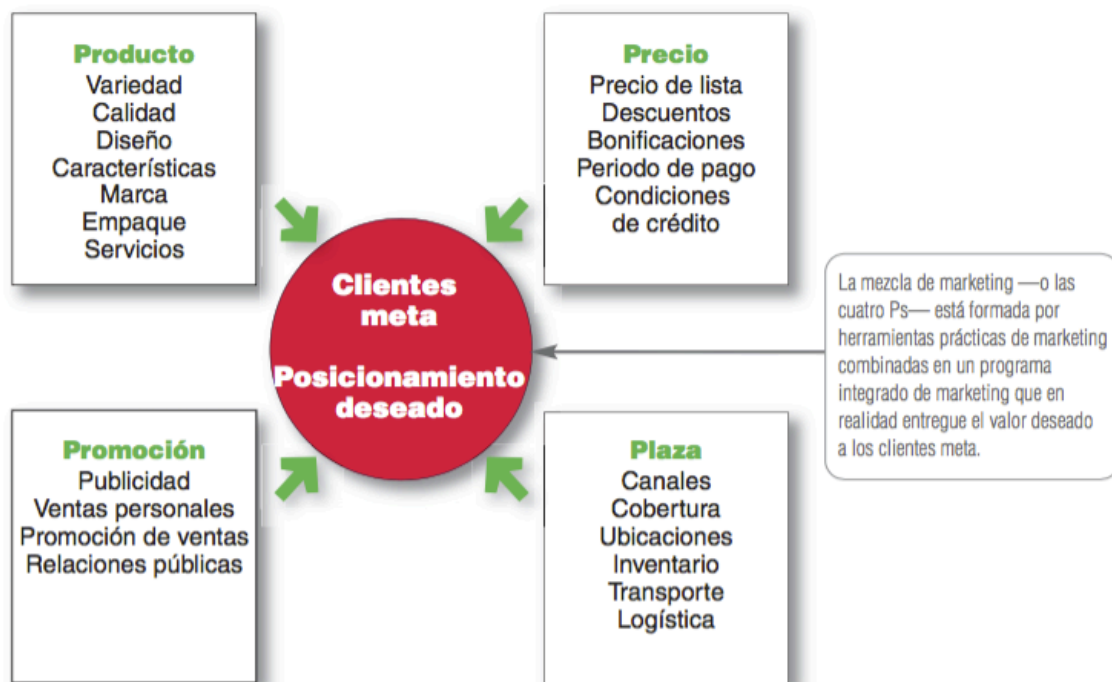 Producto
Variedad
Calidad
Diseño
Características
Marca
Empaque
Servicios
Precio
Precio de lista
Descuentos
Bonificaciones
Periodo de pago
Condiciones
de crédito
Clientes
meta
Posicionamiento
deseado
La mezcla de marketing —o las
cuatro Ps— está formada por
herramientas prácticas de marketing
combinadas en un programa
integrado de marketing que en
realidad entregue el valor deseado
a los clientes meta.
Promoción
Publicidad
Ventas personales
Promoción de ventas
Relaciones públicas
Plaza
Canales
Cobertura
Ubicaciones
Inventario
Transporte
Logística